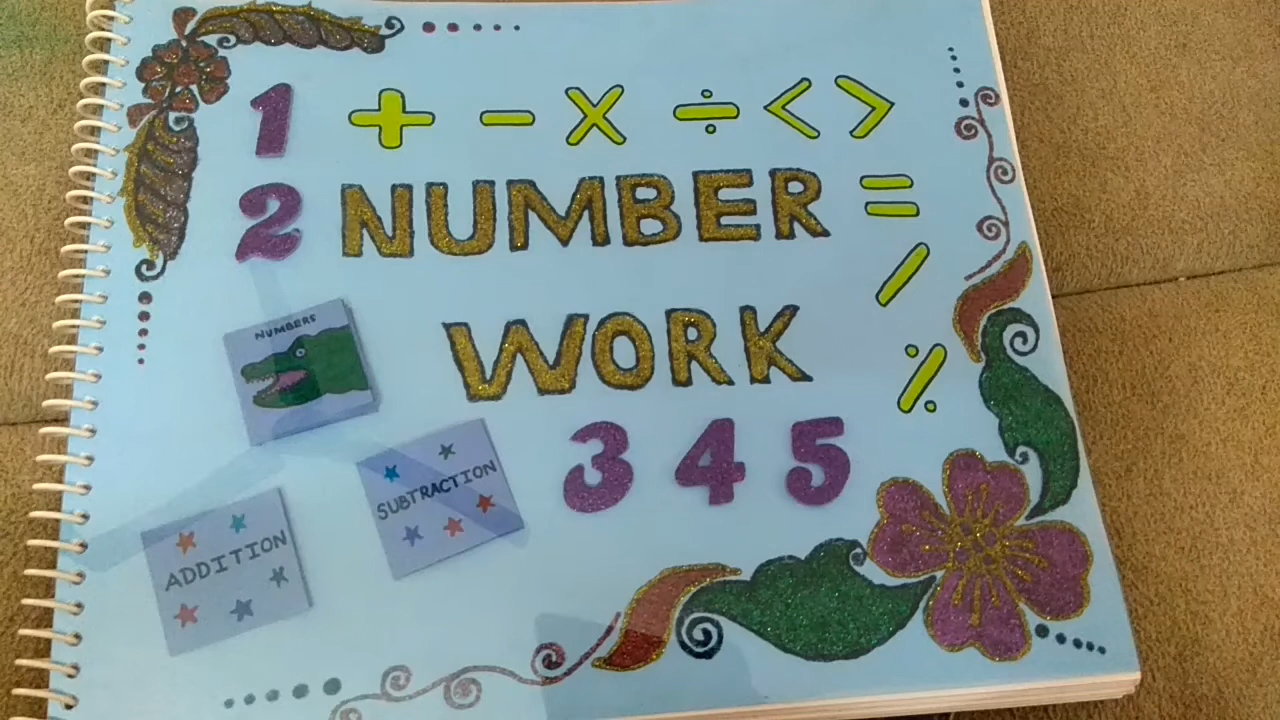 1 + - × ÷ < >
2 NUMBER =
/
NUMBERS
WORK
%
3 4 5
SUBTRACTION
ADDITION